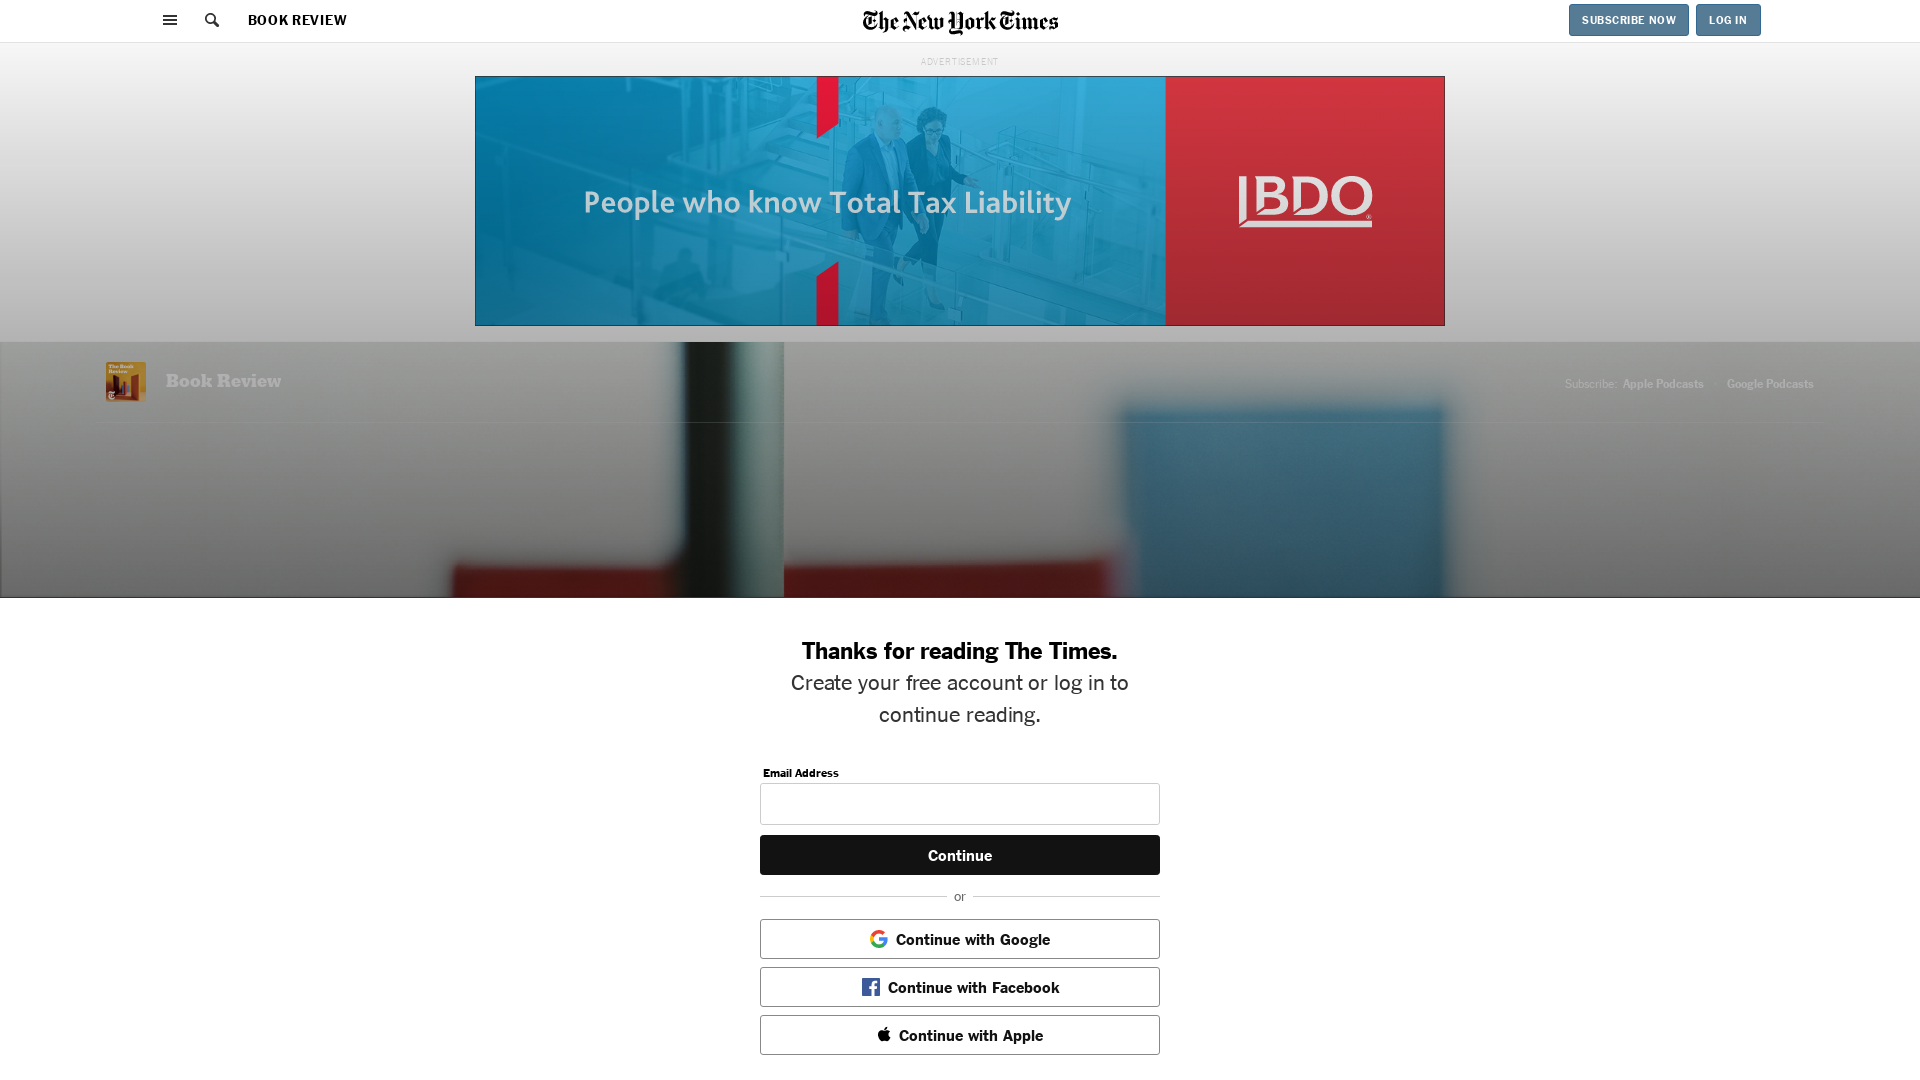 BOOK REVIEW
The New York Times
SUBSCRIBE NOW
LOG IN
ADVERTISEMENT
People who know Total Tax Liability
BDO®
The Book
Review
Book Review
Subscribe:
Apple Podcasts
Google Podcasts
Thanks for reading The Times.
Create your free account or log in to
continue reading.
Email Address
Continue
or
Continue with Google
Continue with Facebook
Continue with Apple